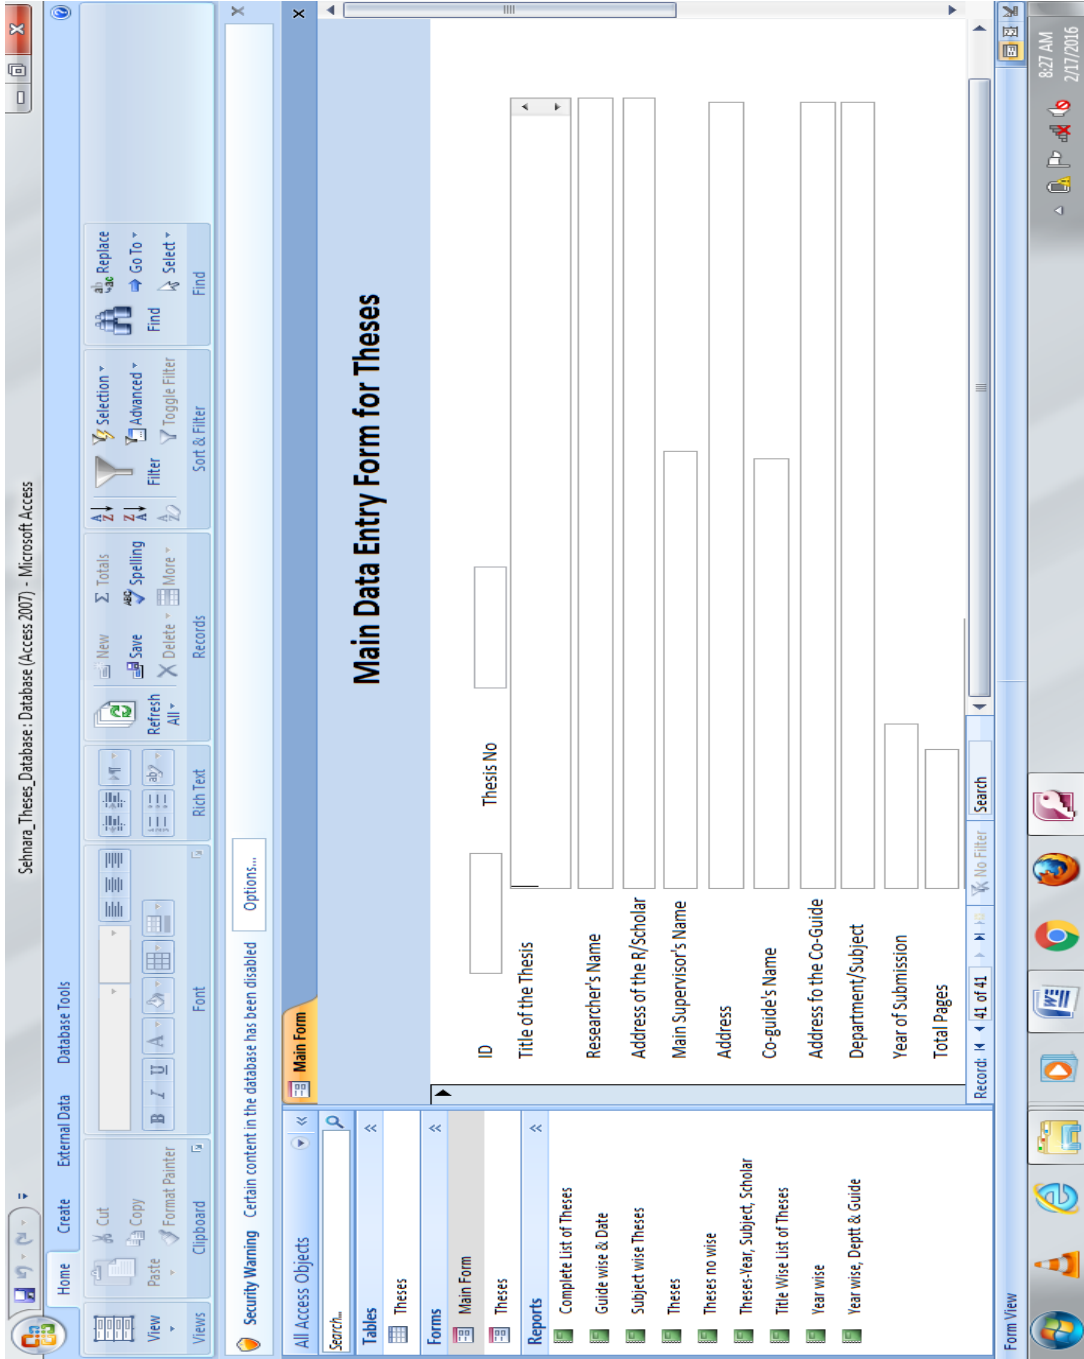 Sehnara_Theses_Database : Database (Access 2007) - Microsoft Access
Home Create External Data Database Tools
View
Views
Paste
Cut
Copy
Format Painter
Clipboard
B I U A
Font
Rich Text
Refresh All
New
Save
Delete
Σ Totals
Spelling
More
Records
Filter
Selection
Advanced
Toggle Filter
Sort & Filter
Find
Replace
Go To
Select
Find
Security Warning Certain content in the database has been disabled Options...
All Access Objects
Search...
Tables
Theses
Forms
Main Form
Theses
Reports
Complete List of Theses
Guide wise & Date
Subject wise Theses
Theses
Theses no wise
Theses-Year, Subject, Scholar
Title Wise List of Theses
Year wise
Year wise, Deptt & Guide
Main Form
Main Data Entry Form for Theses
ID Thesis No
Title of the Thesis
Researcher's Name
Address of the R/Scholar
Main Supervisor's Name
Address
Co-guide's Name
Address fo the Co-Guide
Department/Subject
Year of Submission
Total Pages
Record: 41 of 41 No Filter Search
Form View
8:27 AM
2/17/2016